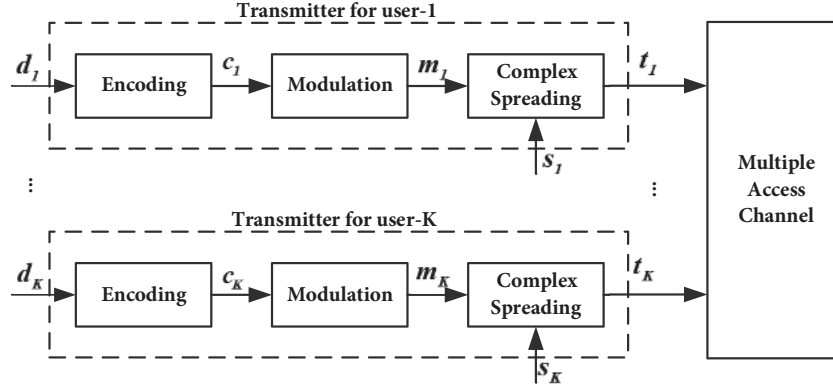 Transmitter for user-1
d1
Encoding
c1
Modulation
m1
Complex
Spreading
t1
s1
Multiple
Access
Channel
...
...
Transmitter for user-K
dK
Encoding
cK
Modulation
mK
Complex
Spreading
tK
sK